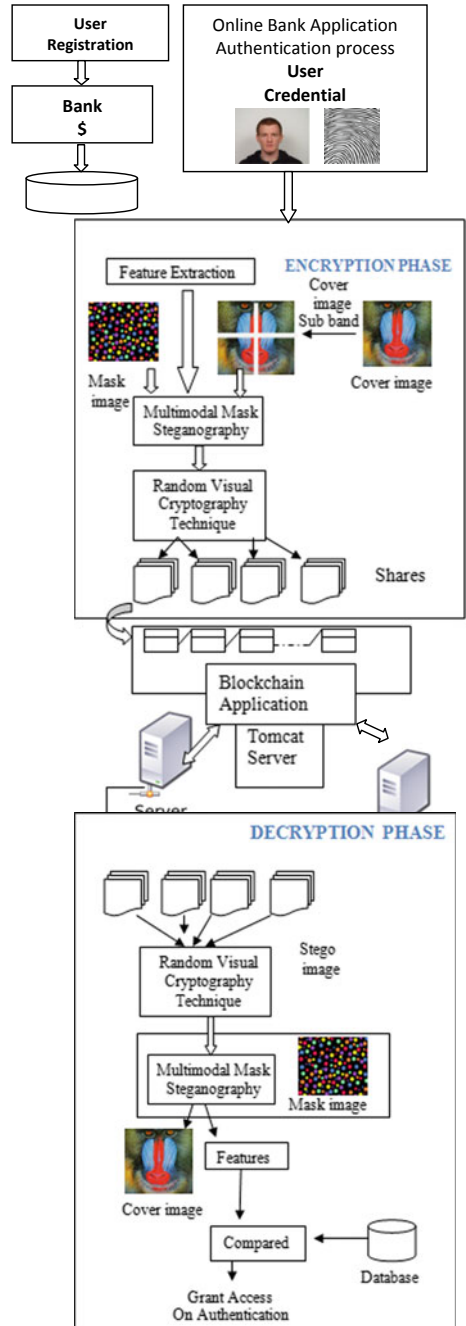 User
Registration
Bank
$
Online Bank Application
Authentication process
User
Credential
ENCRYPTION PHASE
Feature Extraction
Cover
image
Sub band
Mask
image
Cover image
Multimodal Mask
Steganography
Random Visual
Cryptography
Technique
Shares
Blockchain
Application
Tomcat
Server
Server
DECRYPTION PHASE
Stego
image
Random Visual
Cryptography
Technique
Multimodal Mask
Steganography
Mask image
Cover image
Features
Compared
Database
Grant Access
On Authentication